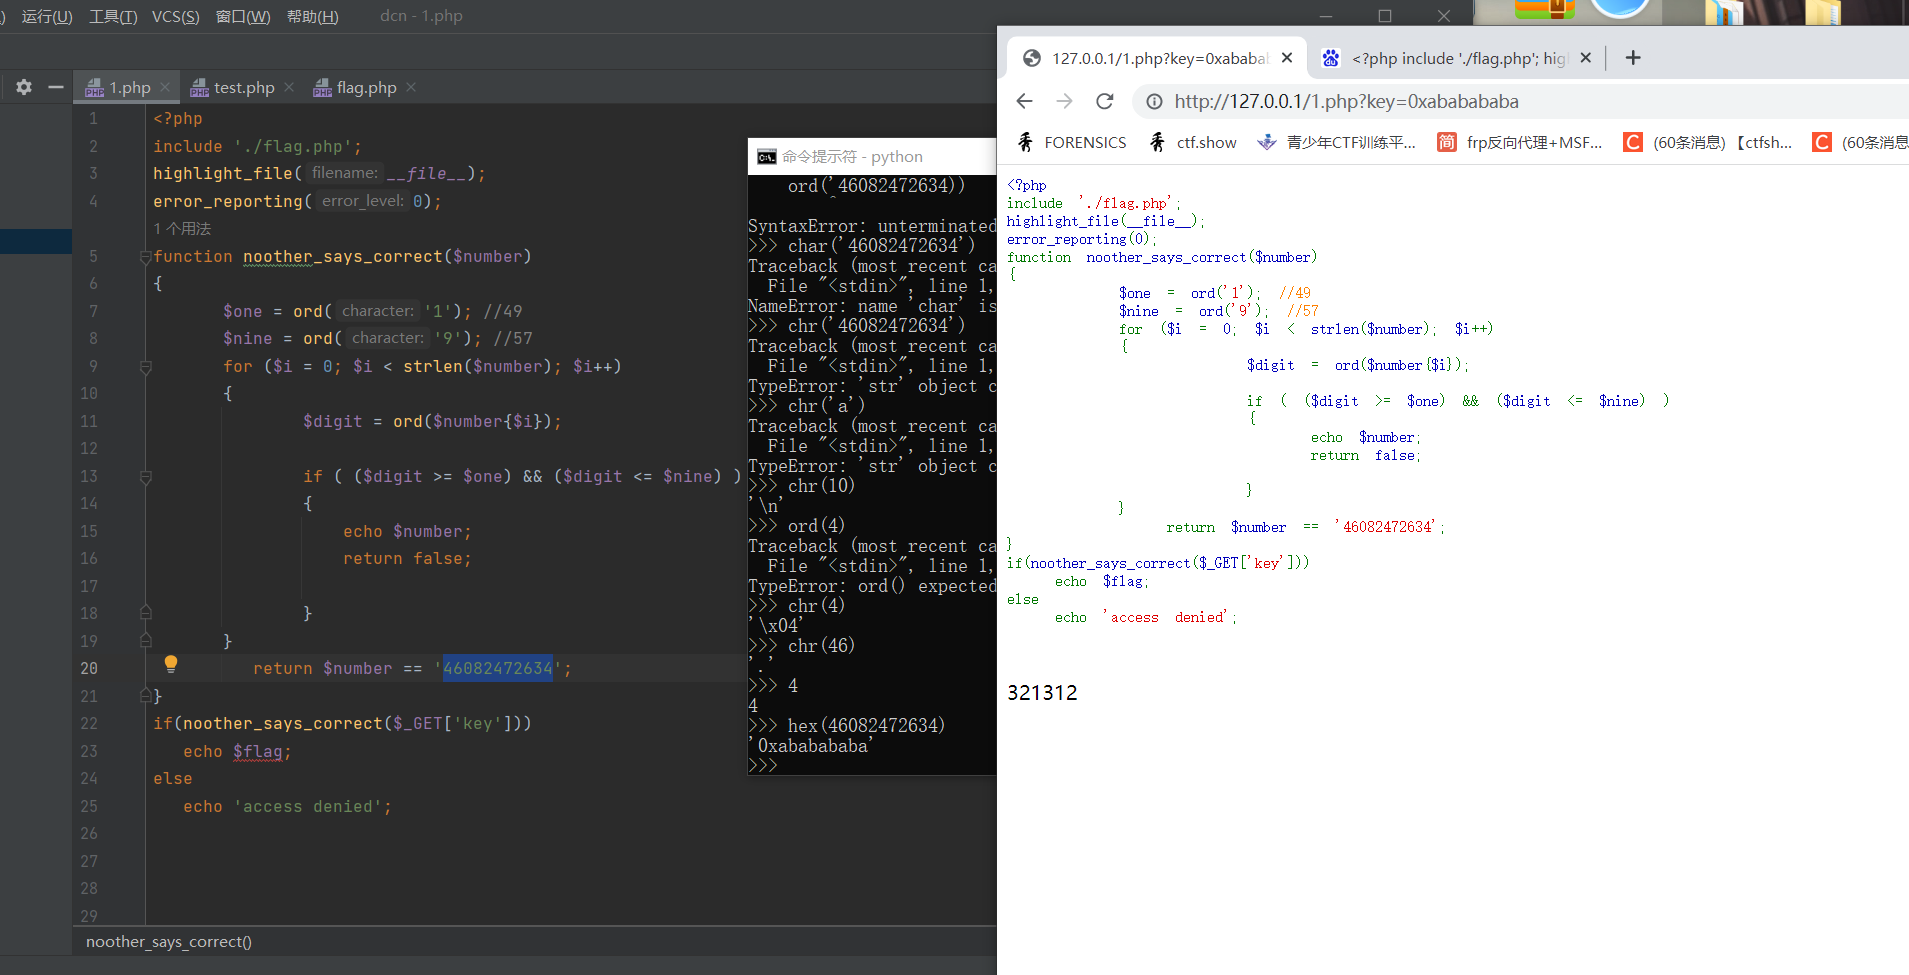 ) 运行(U) 工具(T) VCS(S) 窗口(W) 帮助(H) dcn - 1.php
1.php test.php flag.php
1 <?php
2 include './flag.php';
3 highlight_file( filename: __file__);
4 error_reporting( error_level: 0);
1 个用法
5 function noother_says_correct($number)
6 {
7 $one = ord( character: '1'); //49
8 $nine = ord( character: '9'); //57
9 for ($i = 0; $i < strlen($number); $i++)
10 {
11 $digit = ord($number{$i});
12
13 if ( ($digit >= $one) && ($digit <= $nine) )
14 {
15 echo $number;
16 return false;
17
18 }
19 }
20 return $number == '46082472634';
21 }
22 if(noother_says_correct($_GET['key']))
23 echo $flag;
24 else
25 echo 'access denied';
26
27
28
29
noother_says_correct()
命令提示符 - python
ord('46082472634))
^
SyntaxError: unterminated
>>> char('46082472634')
Traceback (most recent ca
File "<stdin>", line 1,
NameError: name 'char' is
>>> chr('46082472634')
Traceback (most recent ca
File "<stdin>", line 1,
TypeError: 'str' object c
>>> chr('a')
Traceback (most recent ca
File "<stdin>", line 1,
TypeError: 'str' object c
>>> chr(10)
'\n'
>>> ord(4)
Traceback (most recent ca
File "<stdin>", line 1,
TypeError: ord() expected
>>> chr(4)
'\x04'
>>> chr(46)
'.'
>>> 4
4
>>> hex(46082472634)
'0xababababa'
>>>
127.0.0.1/1.php?key=0xababab <?php include './flag.php'; hig
http://127.0.0.1/1.php?key=0xababababa
FORENSICS ctf.show 青少年CTF训练平... frp反向代理+MSF... (60条消息) 【ctfsh... (60条消息
<?php
include './flag.php';
highlight_file(__file__);
error_reporting(0);
function noother_says_correct($number)
{
$one = ord('1'); //49
$nine = ord('9'); //57
for ($i = 0; $i < strlen($number); $i++)
{
$digit = ord($number{$i});
if ( ($digit >= $one) && ($digit <= $nine) )
{
echo $number;
return false;
}
}
return $number == '46082472634';
}
if(noother_says_correct($_GET['key']))
echo $flag;
else
echo 'access denied';
321312